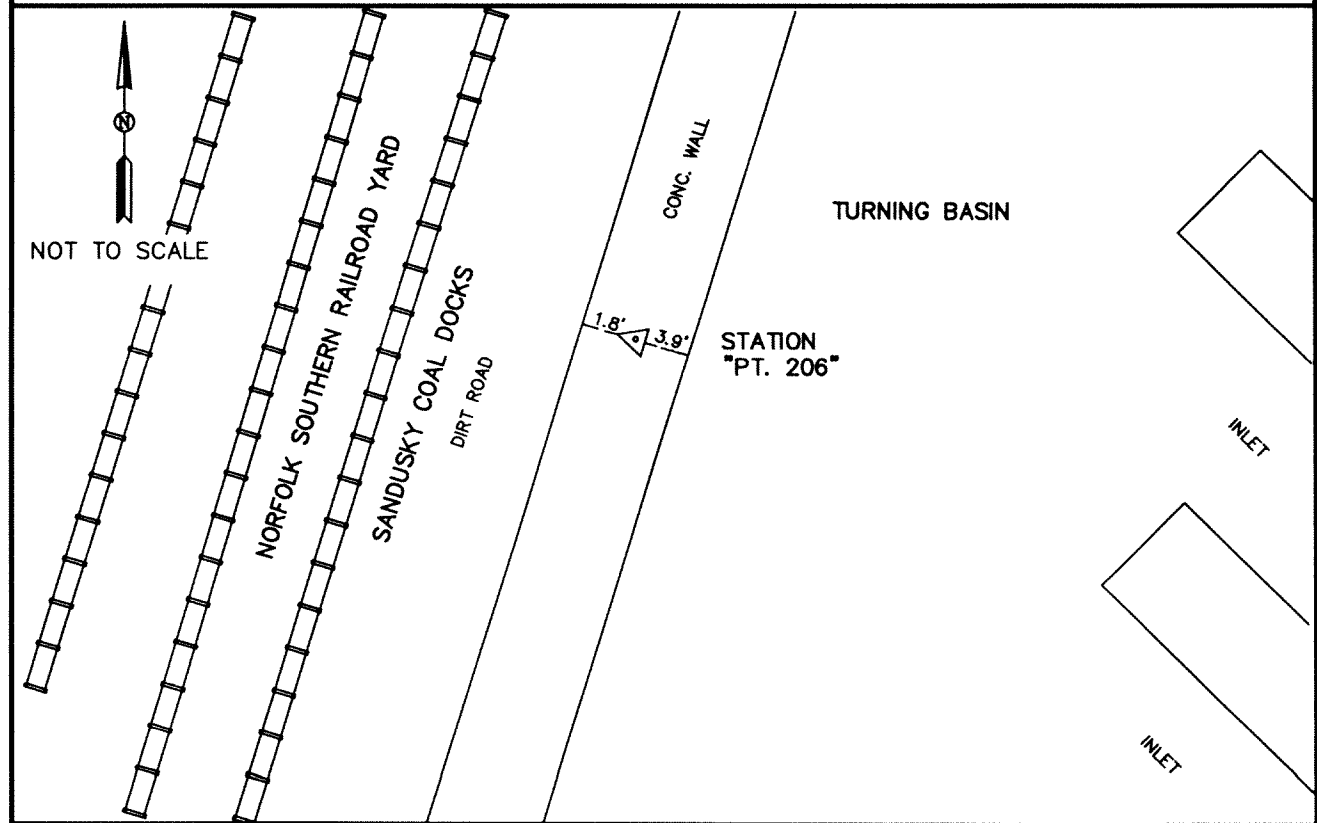 N
NOT TO SCALE
NORFOLK SOUTHERN RAILROAD YARD
SANDUSKY COAL DOCKS
DIRT ROAD
CONC. WALL
1.8'
3.9'
STATION
"PT. 206"
TURNING BASIN
INLET
INLET